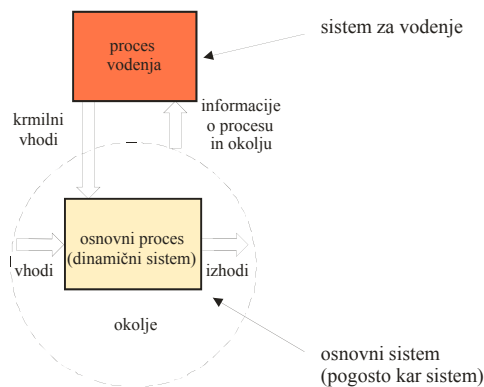 sistem za vodenje
proces
vodenja
krmilni
vhodi
informacije
o procesu
in okolju
osnovni proces
(dinamični sistem)
vhodi
izhodi
okolje
osnovni sistem
(pogosto kar sistem)